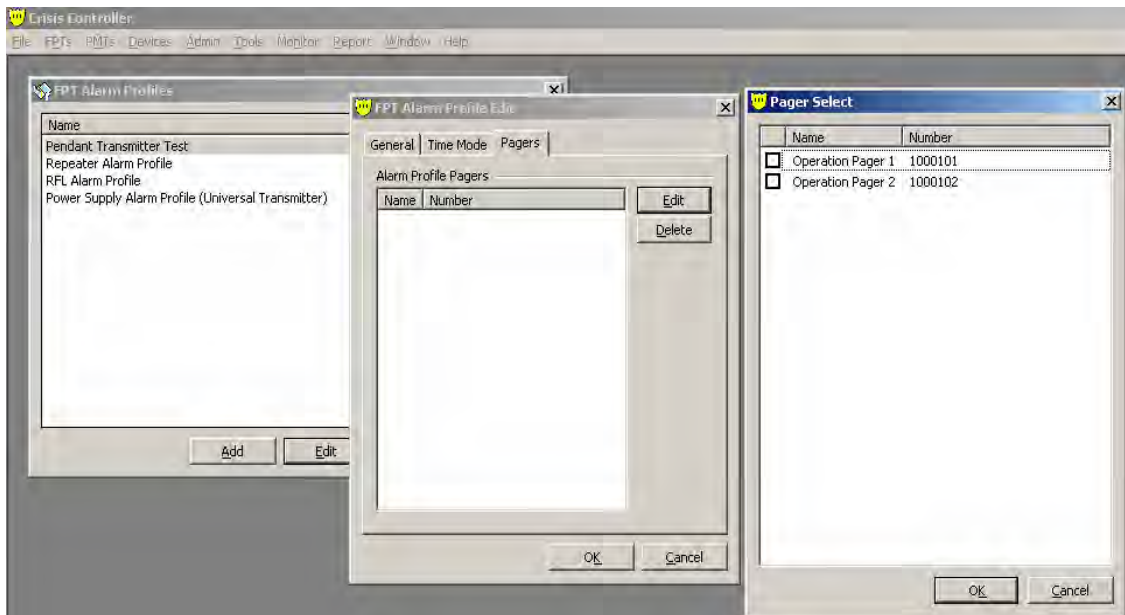 Crisis Controller
File FPTs PMTs Devices Admin Tools Monitor Report Window Help
FPT Alarm Profiles
Name
Pendant Transmitter Test
Repeater Alarm Profile
RFL Alarm Profile
Power Supply Alarm Profile (Universal Transmitter)
Add Edit
FPT Alarm Profile Edit
General Time Mode Pagers
Alarm Profile Pagers
Name Number
Edit
Delete
OK Cancel
Pager Select
Name Number
Operation Pager 1 1000101
Operation Pager 2 1000102
OK Cancel